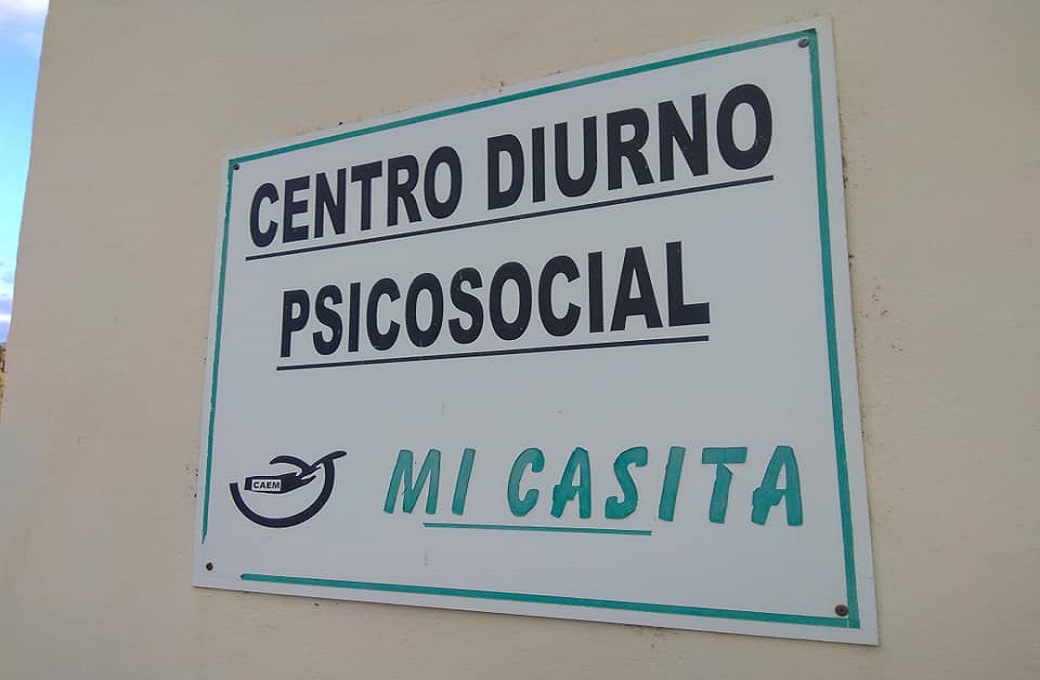 CENTRO DIURNO
PSICOSOCIAL
CAEM
MI CASITA